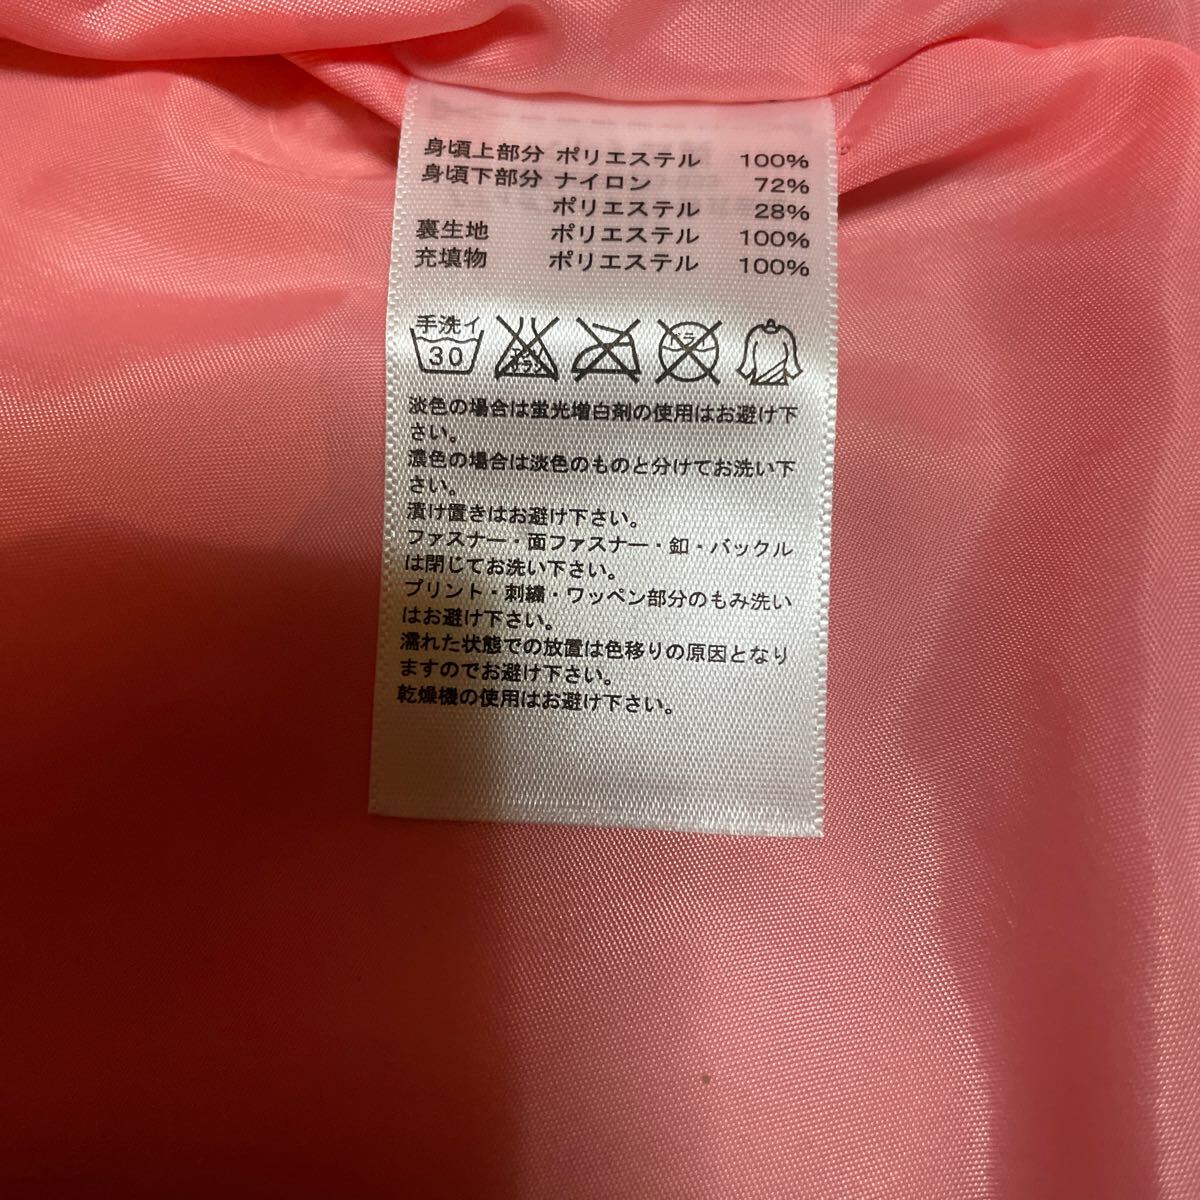 身頃上部分 ポリエステル 100%
身頃下部分 ナイロン 72%
ポリエステル 28%
裏生地 ポリエステル 100%
充填物 ポリエステル 100%
手洗イ
30
エンソ
サラシ
ドライ
淡色の場合は蛍光増白剤の使用はお避け下
さい。
濃色の場合は淡色のものと分けてお洗い下
さい。
漬け置きはお避け下さい。
ファスナー・面ファスナー・釦・バックル
は閉じてお洗い下さい。
プリント・刺繍・ワッペン部分のもみ洗い
はお避け下さい。
濡れた状態での放置は色移りの原因となり
ますのでお避け下さい。
乾燥機の使用はお避け下さい。